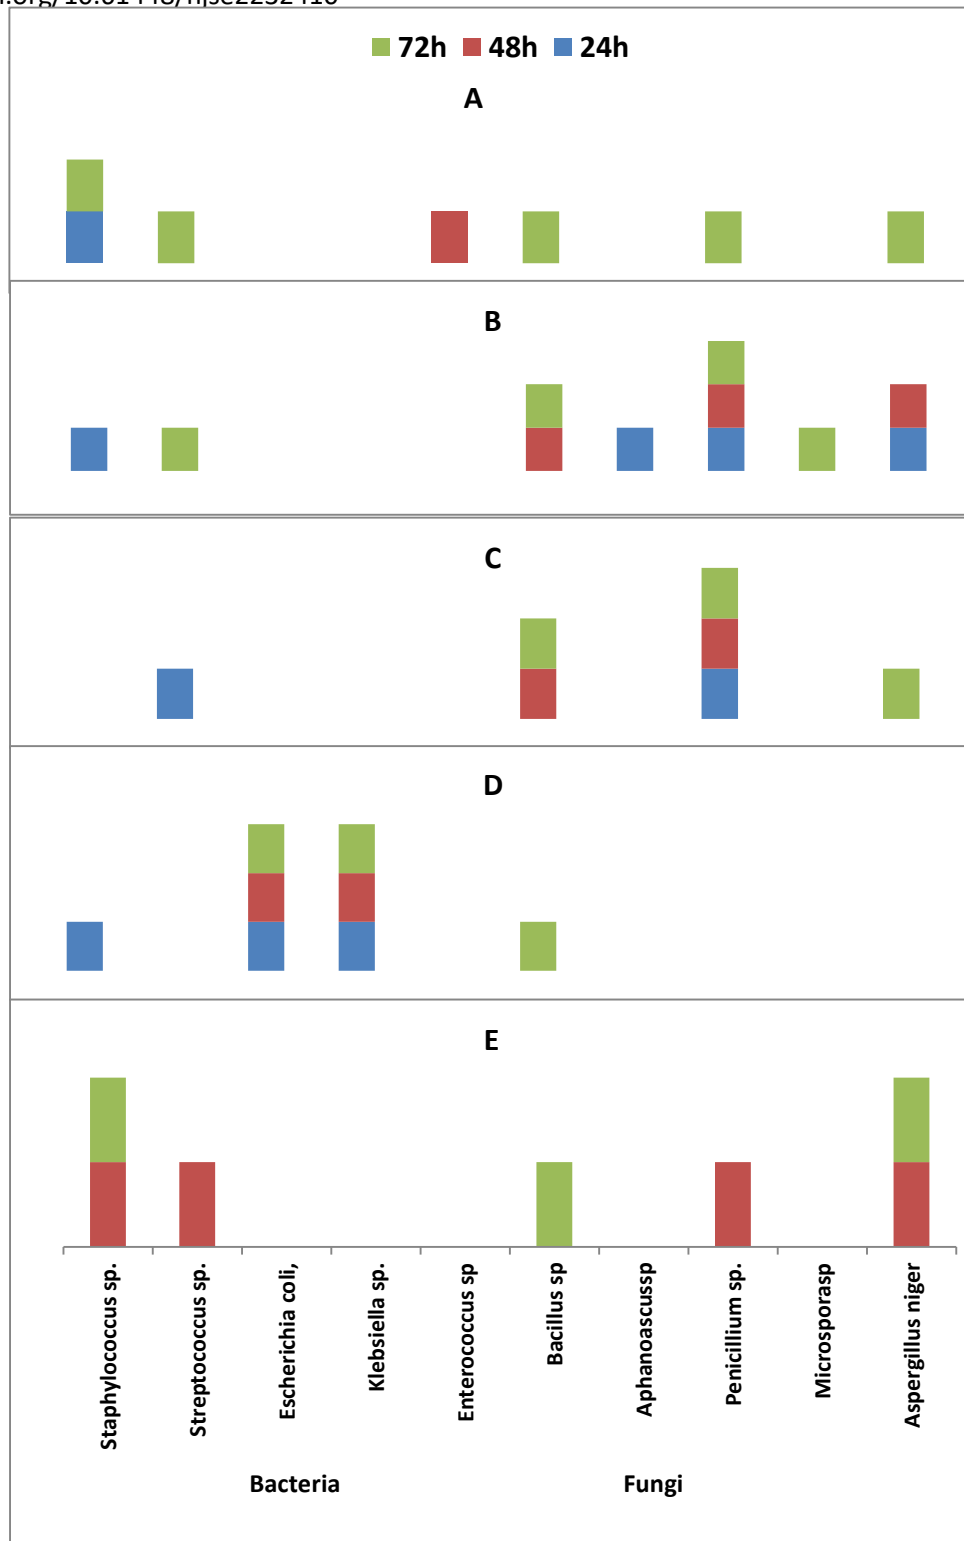 72h 48h 24h
A
B
C
D
E
Staphylococcus sp.
Streptococcus sp.
Escherichia coli,
Klebsiella sp.
Enterococcus sp
Bacillus sp
Aphanoascussp
Penicillium sp.
Microsporasp
Aspergillus niger
Bacteria Fungi